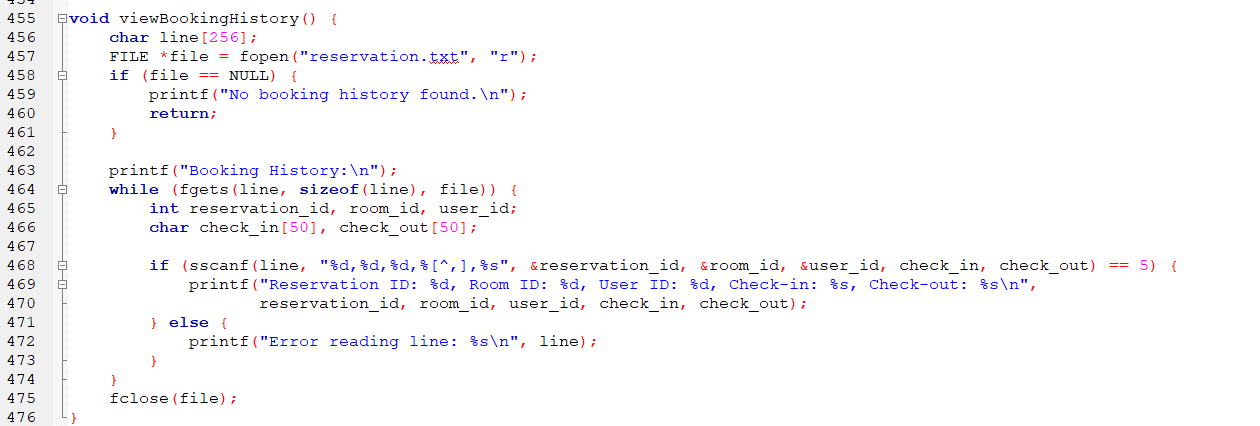 455 void viewBookingHistory() {
456 char line[256];
457 FILE *file = fopen("reservation.txt", "r");
458 if (file == NULL) {
459 printf("No booking history found.\n");
460 return;
461 }
462
463 printf("Booking History:\n");
464 while (fgets(line, sizeof(line), file)) {
465 int reservation_id, room_id, user_id;
466 char check_in[50], check_out[50];
467
468 if (sscanf(line, "%d,%d,%d,%[^,],%s", &reservation_id, &room_id, &user_id, check_in, check_out) == 5) {
469 printf("Reservation ID: %d, Room ID: %d, User ID: %d, Check-in: %s, Check-out: %s\n",
470 reservation_id, room_id, user_id, check_in, check_out);
471 } else {
472 printf("Error reading line: %s\n", line);
473 }
474 }
475 fclose(file);
476 }